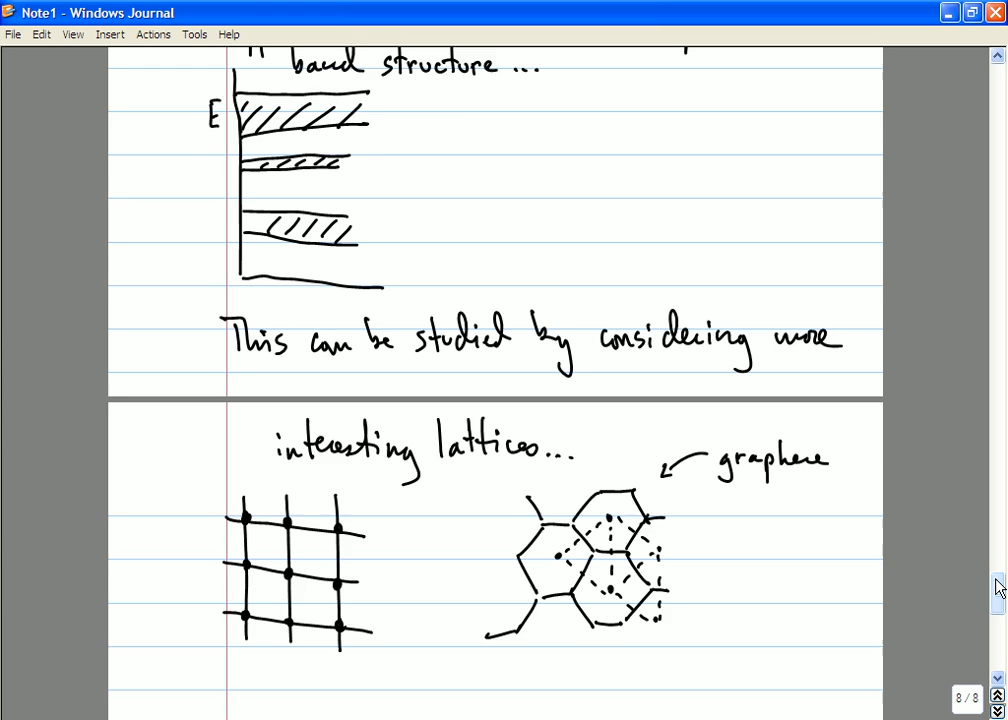 Note1 - Windows Journal
File Edit View Insert Actions Tools Help
band structure ...
E
This can be studied by considering more
interesting lattices...
graphene
8/8